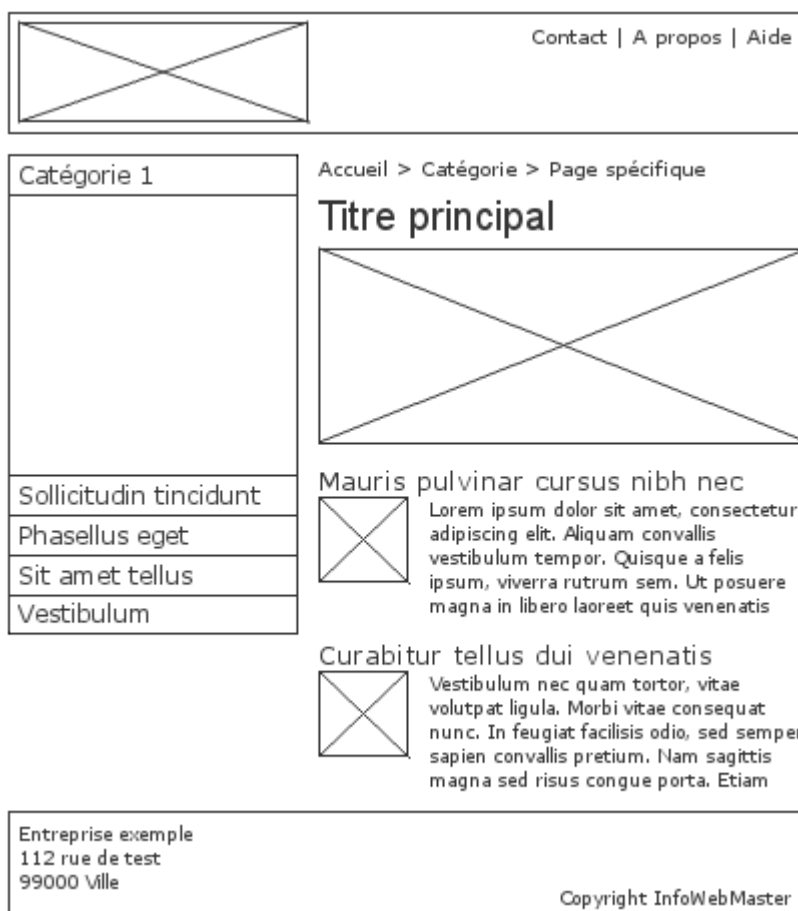 Contact | A propos | Aide
Catégorie 1
Sollicitudin tincidunt
Phasellus eget
Sit amet tellus
Vestibulum
Accueil > Catégorie > Page spécifique
Titre principal
Mauris pulvinar cursus nibh nec
Lorem ipsum dolor sit amet, consectetur
adipiscing elit. Aliquam convallis
vestibulum tempor. Quisque a felis
ipsum, viverra rutrum sem. Ut posuere
magna in libero laoreet quis venenatis
Curabitur tellus dui venenatis
Vestibulum nec quam tortor, vitae
volutpat ligula. Morbi vitae consequat
nunc. In feugiat facilisis odio, sed semper
sapien convallis pretium. Nam sagittis
magna sed risus congue porta. Etiam
Entreprise exemple
112 rue de test
99000 Ville
Copyright InfoWebMaster